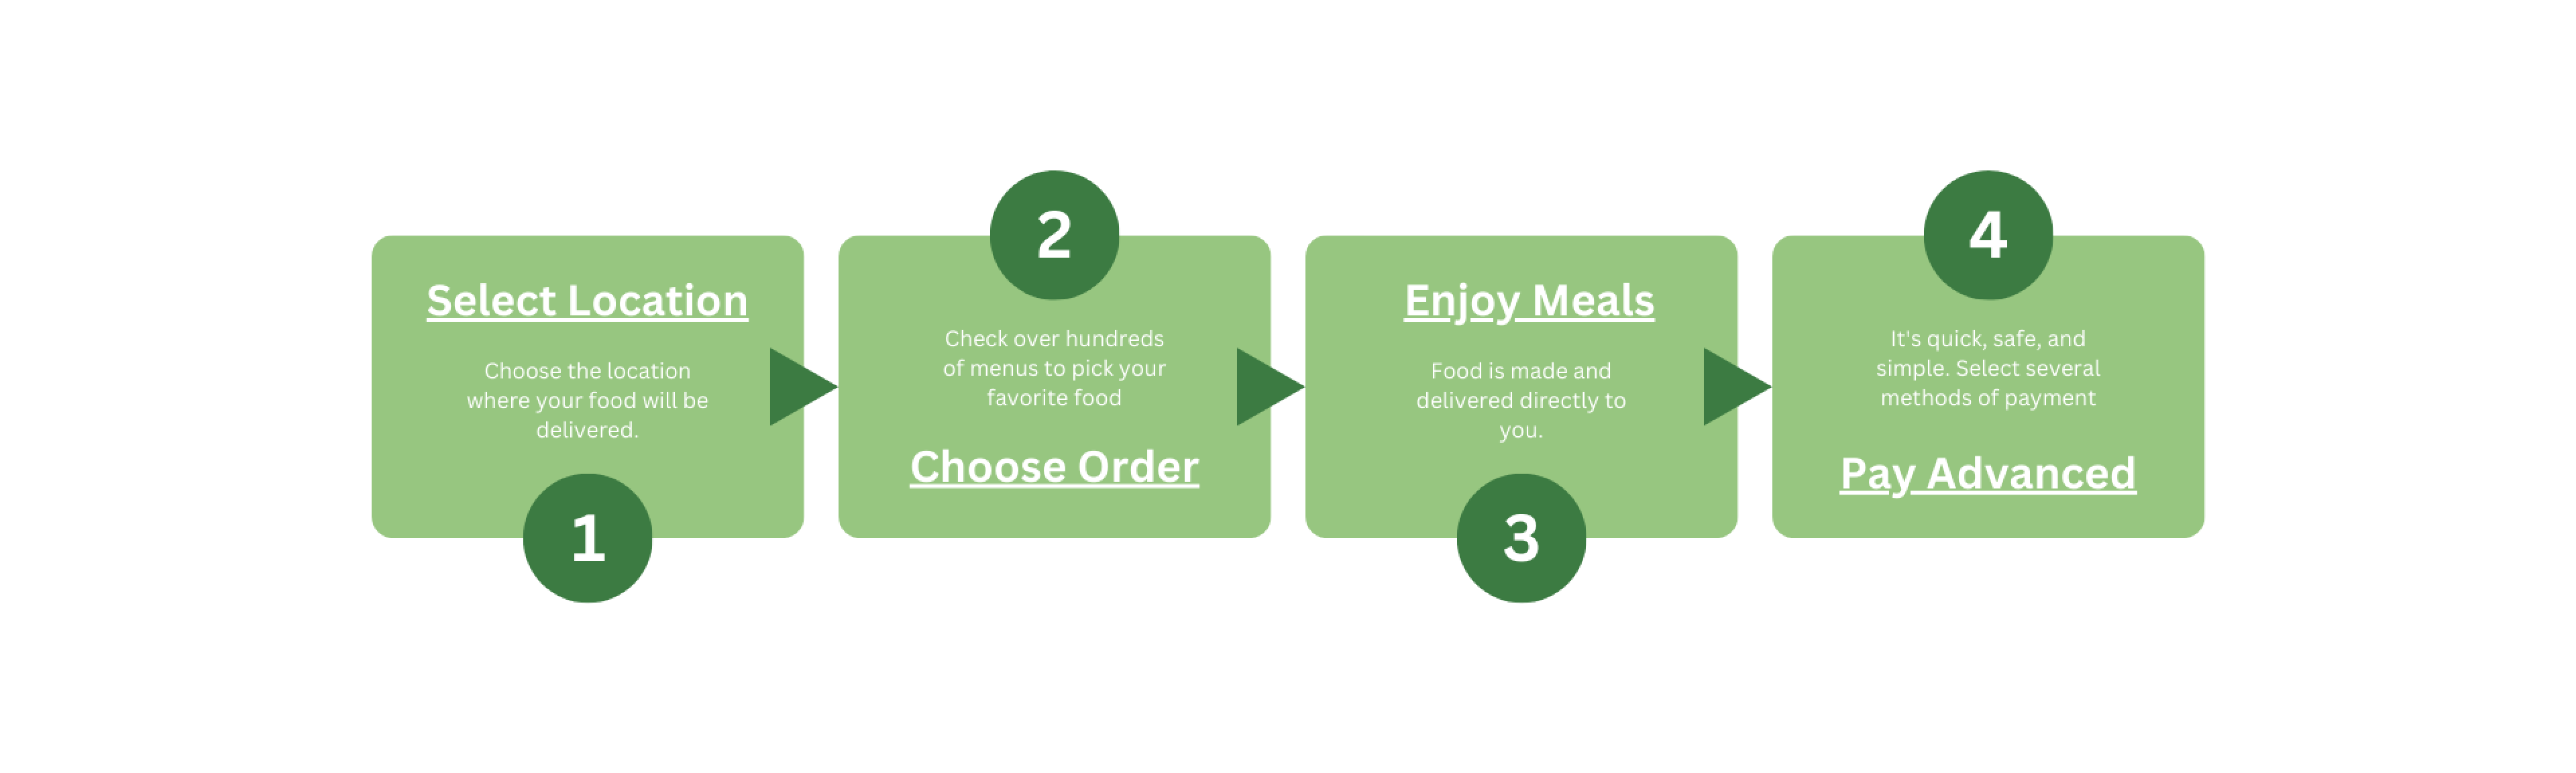 Select Location
Choose the location
where your food will be
delivered.
1
2
Check over hundreds
of menus to pick your
favorite food
Choose Order
Enjoy Meals
Food is made and
delivered directly to
you.
3
4
It's quick, safe, and
simple. Select several
methods of payment
Pay Advanced